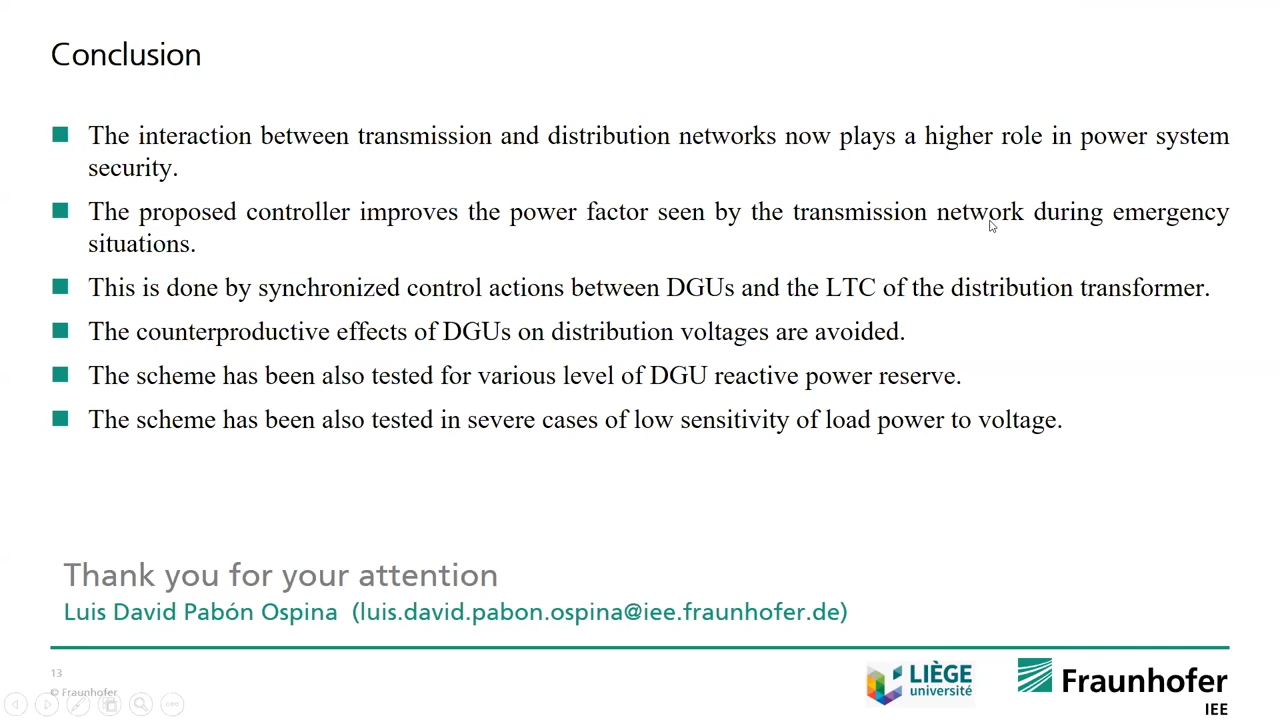 Conclusion
The interaction between transmission and distribution networks now plays a higher role in power system
security.
The proposed controller improves the power factor seen by the transmission network during emergency
situations.
This is done by synchronized control actions between DGUs and the LTC of the distribution transformer.
The counterproductive effects of DGUs on distribution voltages are avoided.
The scheme has been also tested for various level of DGU reactive power reserve.
The scheme has been also tested in severe cases of low sensitivity of load power to voltage.
Thank you for your attention
Luis David Pabón Ospina (luis.david.pabon.ospina@iee.fraunhofer.de)
13
© Fraunhofer
LIÈGE
université
Fraunhofer
IEE